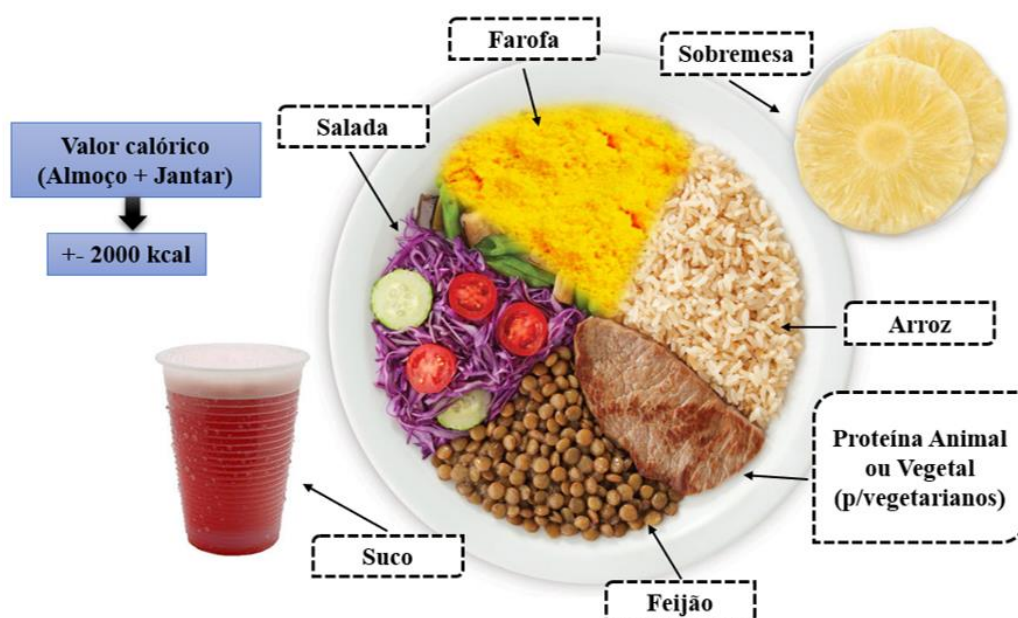 Farofa
Sobremesa
Salada
Valor calórico
(Almoço + Jantar)
+- 2000 kcal
Arroz
Proteína Animal
ou Vegetal
(p/vegetarianos)
Suco
Feijão